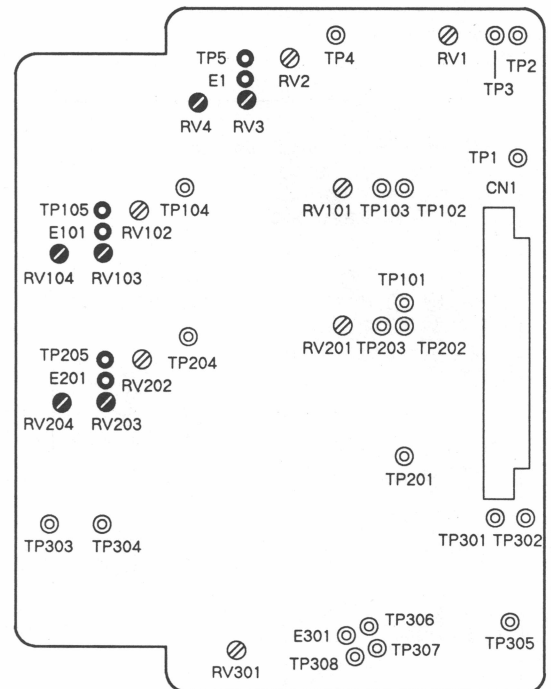 TP5
RV2
TP4
RV1
TP2
E1
TP3
RV4
RV3
TP1
CN1
TP104
RV101 TP103 TP102
TP105
RV102
E101
RV104
RV103
TP101
TP204
RV201 TP203 TP202
TP205
RV202
E201
RV204
RV203
TP201
TP303
TP304
TP301 TP302
TP306
E301
TP307
TP305
TP308
RV301